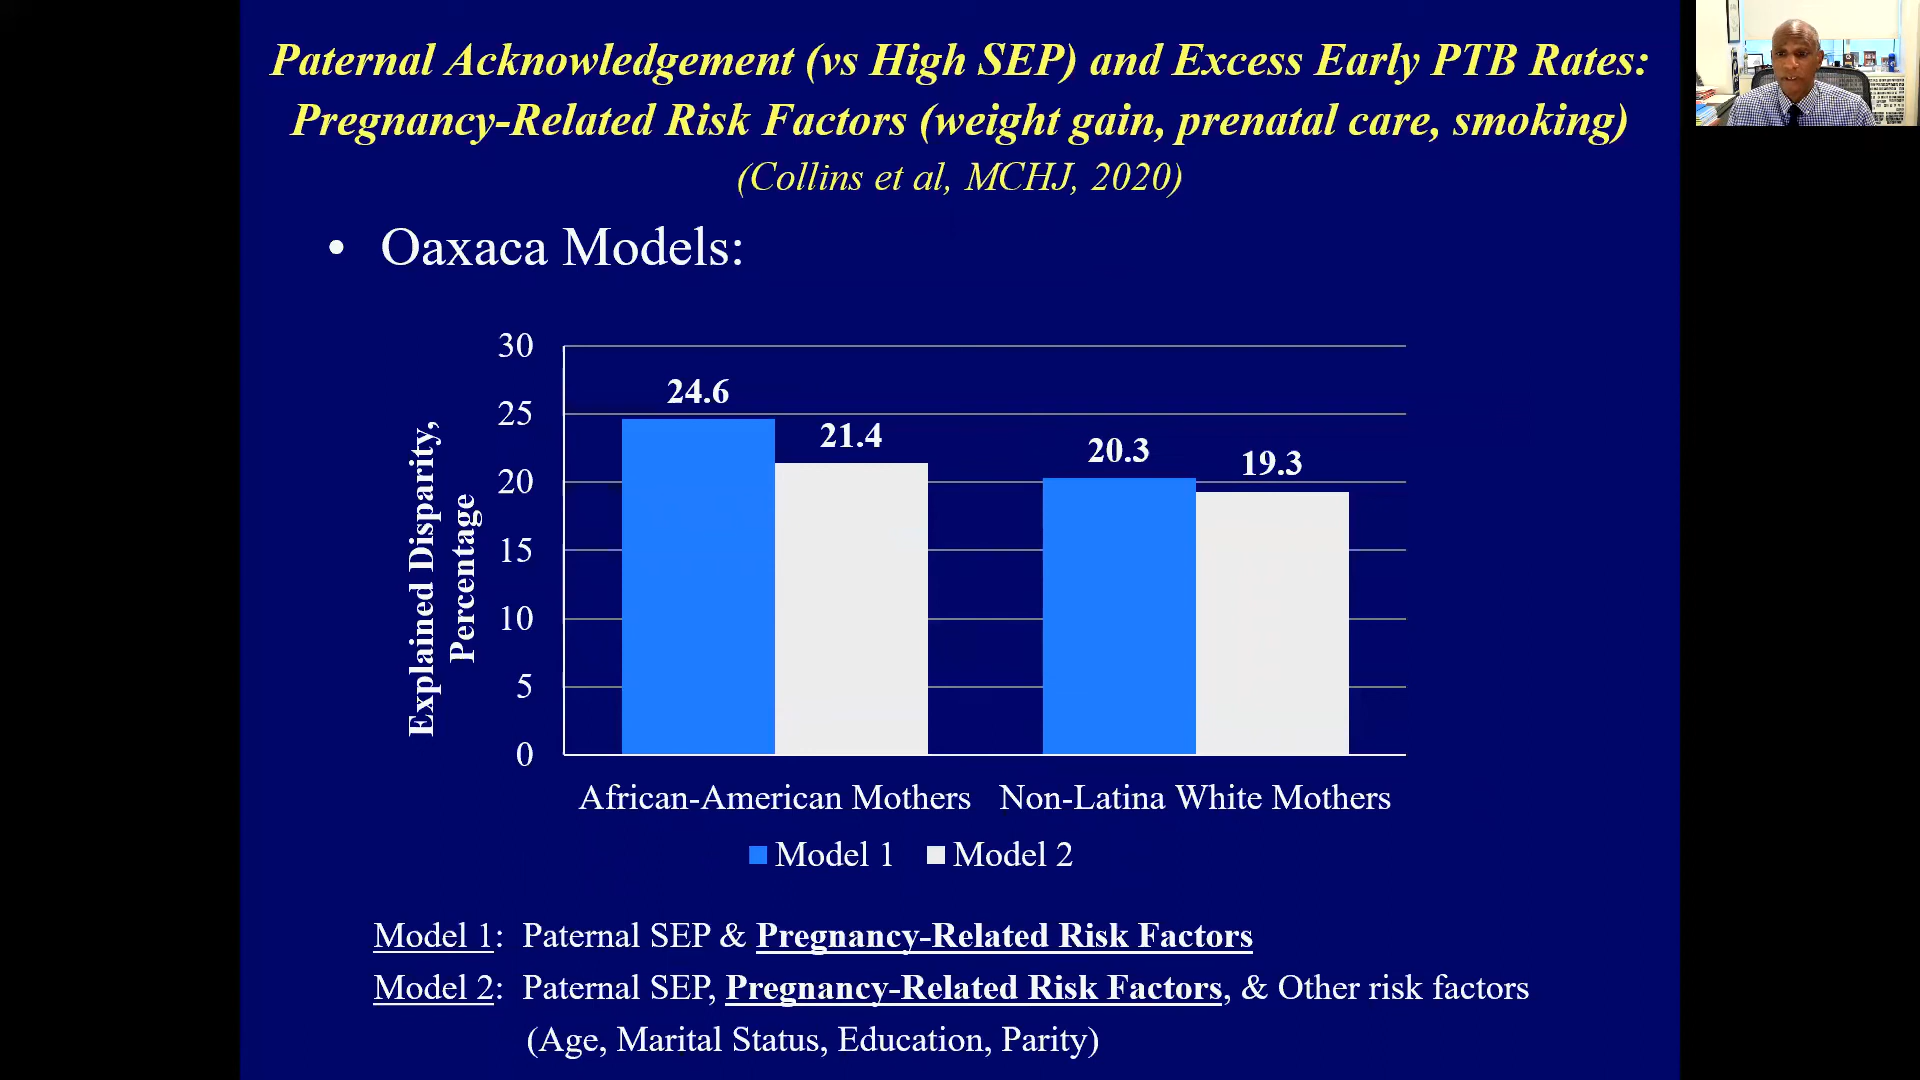 Paternal Acknowledgement (vs High SEP) and Excess Early PTB Rates:
Pregnancy-Related Risk Factors (weight gain, prenatal care, smoking)
(Collins et al, MCHJ, 2020)
• Oaxaca Models:
Explained Disparity,
Percentage
30
25
20
15
10
5
0
24.6
21.4
20.3
19.3
African-American Mothers
Non-Latina White Mothers
Model 1
Model 2
Model 1: Paternal SEP & Pregnancy-Related Risk Factors
Model 2: Paternal SEP, Pregnancy-Related Risk Factors, & Other risk factors
(Age, Marital Status, Education, Parity)